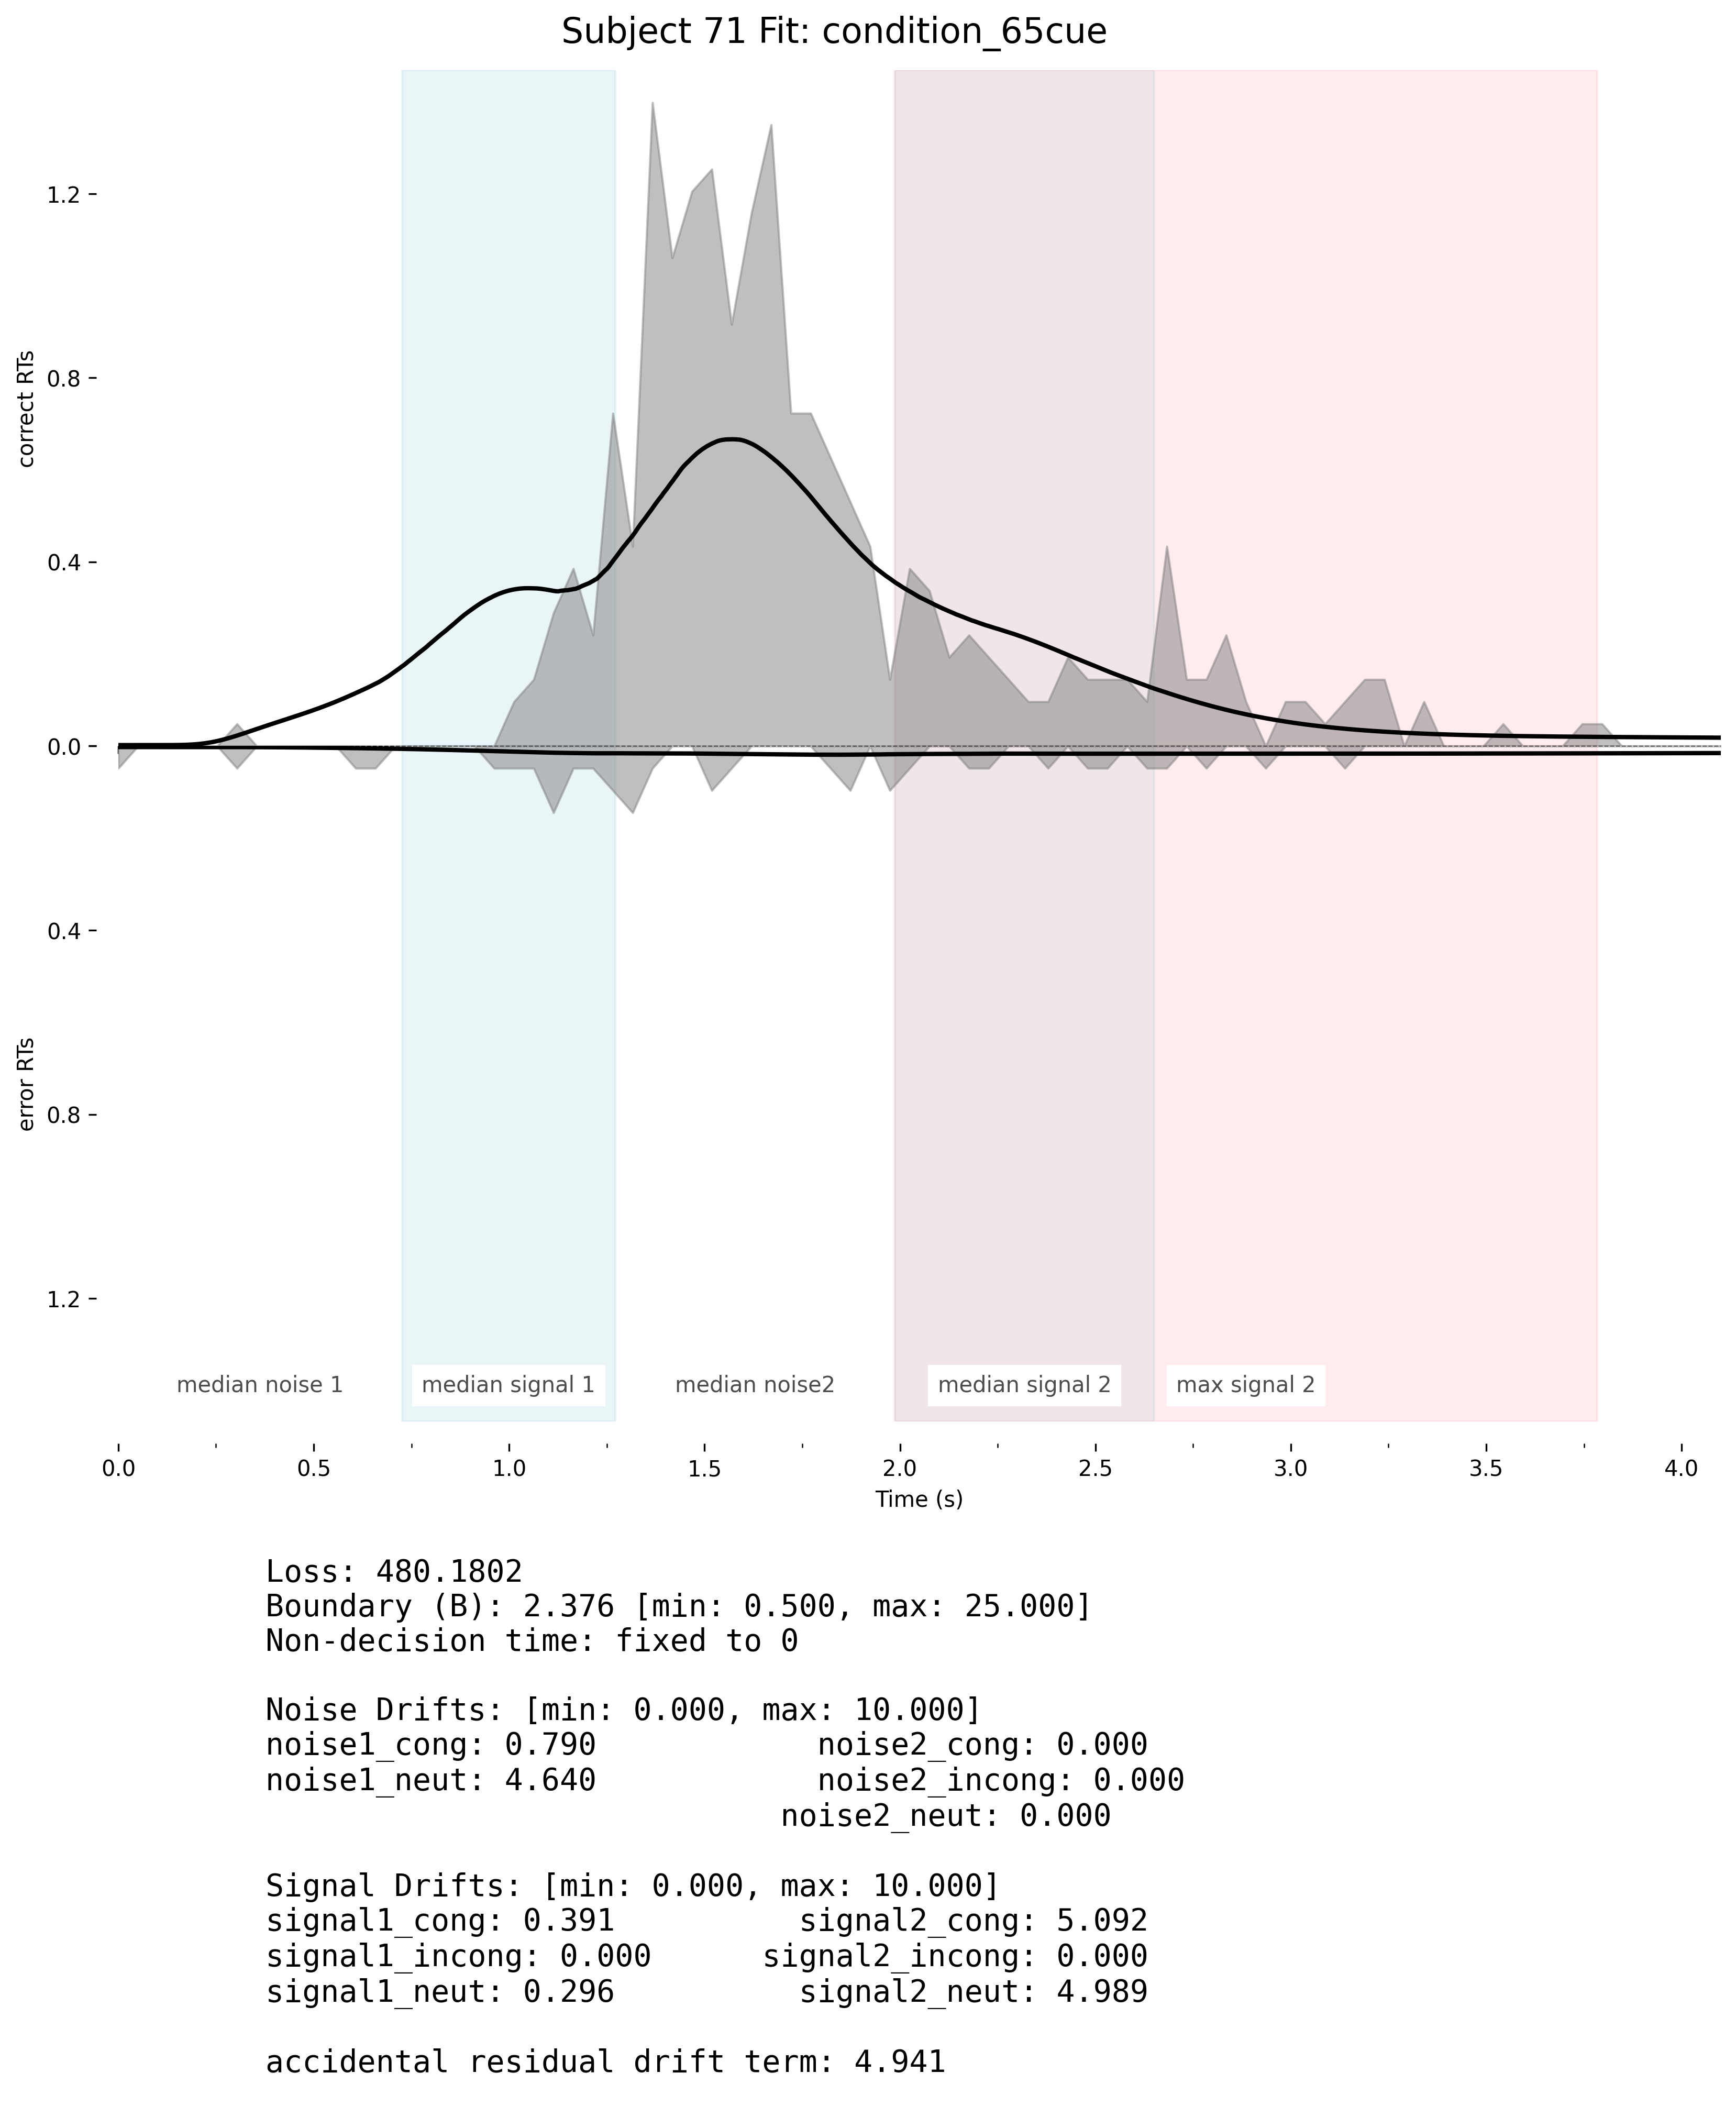 Subject 71 Fit: condition_65cue
1.2
0.8
0.4
0.0
0.4
0.8
1.2
correct RTs
error RTs
median noise 1
median signal 1
median noise2
median signal 2
max signal 2
0.0 0.5 1.0 1.5 2.0 2.5 3.0 3.5 4.0
Time (s)
Loss: 480.1802
Boundary (B): 2.376 [min: 0.500, max: 25.000]
Non-decision time: fixed to 0
Noise Drifts: [min: 0.000, max: 10.000]
noise1_cong: 0.790 noise2_cong: 0.000
noise1_neut: 4.640 noise2_incong: 0.000
noise2_neut: 0.000
Signal Drifts: [min: 0.000, max: 10.000]
signal1_cong: 0.391 signal2_cong: 5.092
signal1_incong: 0.000 signal2_incong: 0.000
signal1_neut: 0.296 signal2_neut: 4.989
accidental residual drift term: 4.941